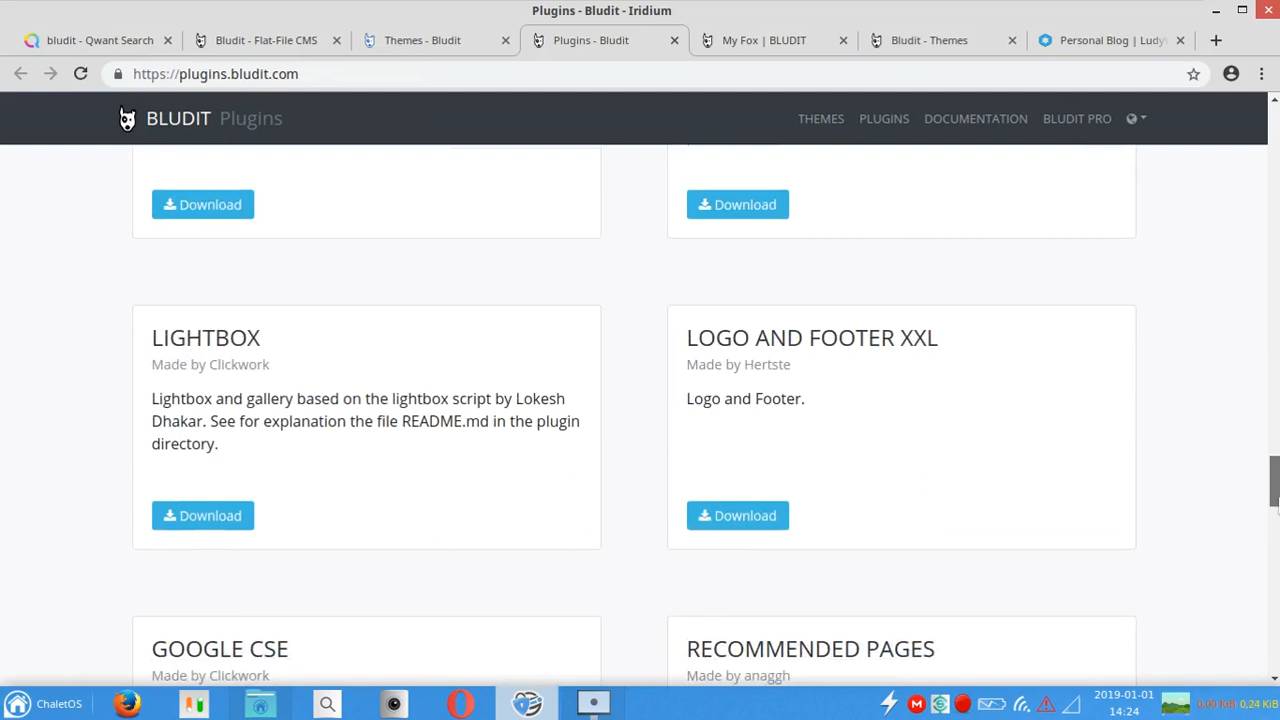 Plugins - Bludit - Iridium
bludit - Qwant Search
Bludit - Flat-File CMS
Themes - Bludit
Plugins - Bludit
My Fox | BLUDIT
Bludit - Themes
Personal Blog | Ludy
https://plugins.bludit.com
BLUDIT Plugins
THEMES
PLUGINS
DOCUMENTATION
BLUDIT PRO
Download
Download
LIGHTBOX
Made by Clickwork
Lightbox and gallery based on the lightbox script by Lokesh
Dhakar. See for explanation the file README.md in the plugin
directory.
Download
LOGO AND FOOTER XXL
Made by Hertste
Logo and Footer.
Download
GOOGLE CSE
Made by Clickwork
RECOMMENDED PAGES
Made by anaggh
ChaletOS
2019-01-01
14:24
0,00 KiB
0,24 KiB